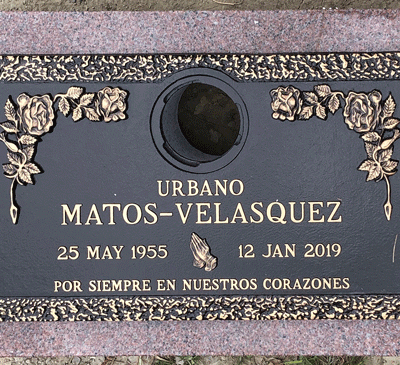 URBANO
MATOS-VELASQUEZ
25 MAY 1955 12 JAN 2019
POR SIEMPRE EN NUESTROS CORAZONES